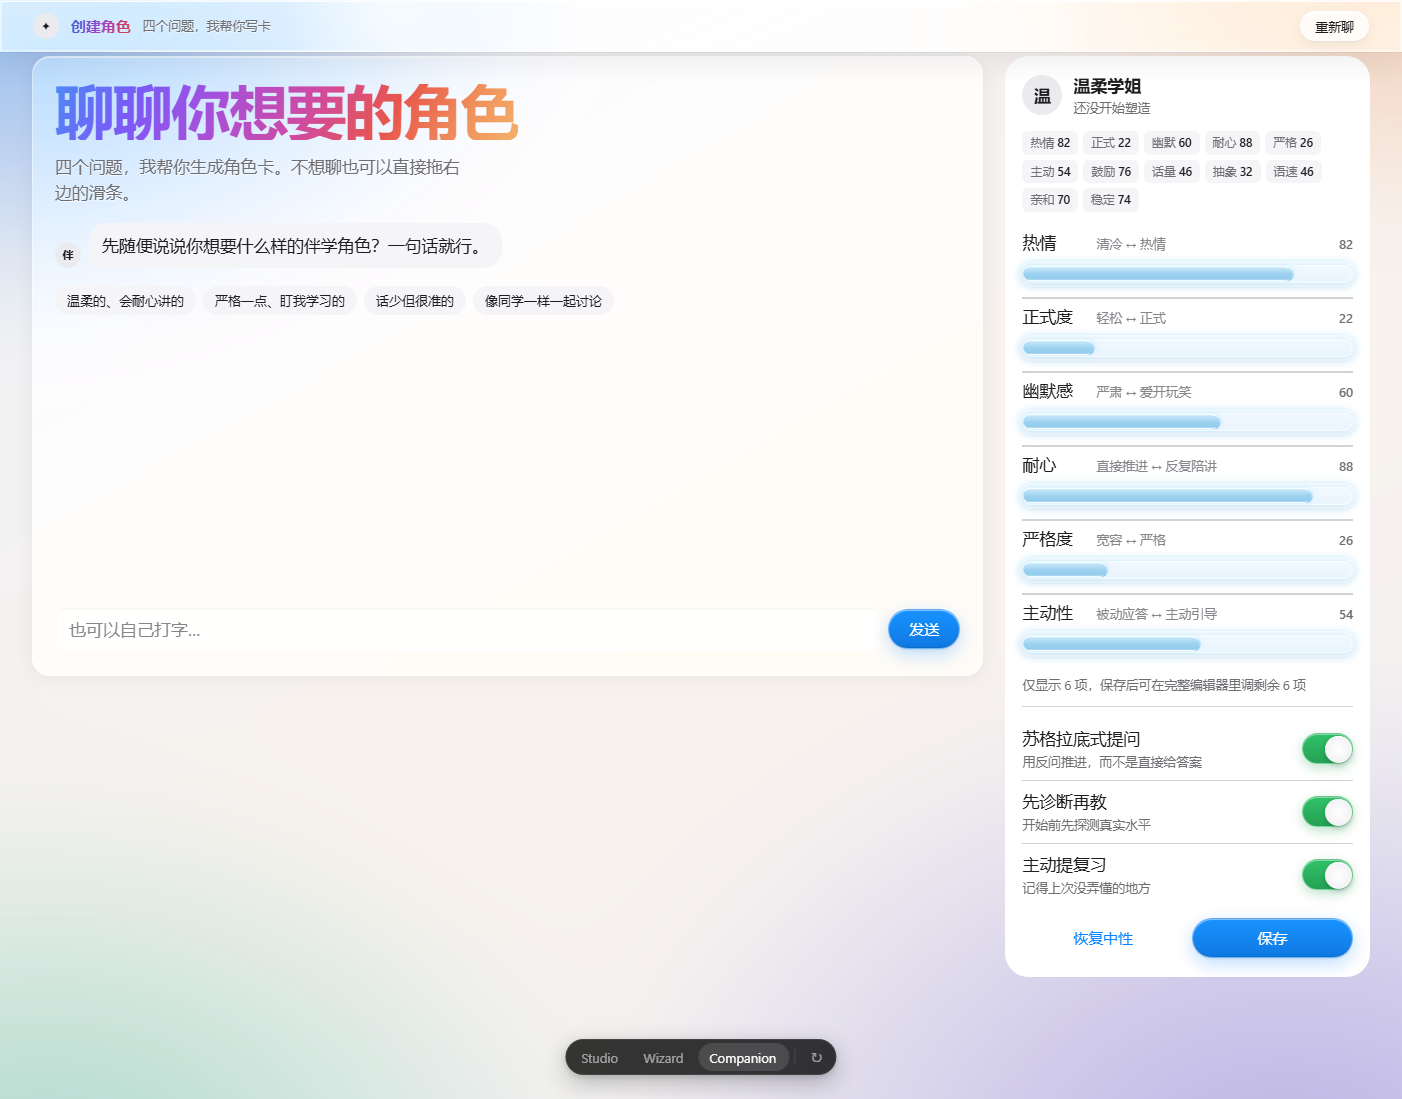 ✦ 创建角色 四个问题，我帮你写卡 重新聊
聊聊你想要的角色
四个问题，我帮你生成角色卡。不想聊也可以直接拖右
边的滑条。
伴 先随便说说你想要什么样的伴学角色？一句话就行。
温柔的、会耐心讲的 严格一点、盯我学习的 话少但很准的 像同学一样一起讨论
也可以自己打字... 发送
温 温柔学姐
还没开始塑造
热情 82 正式 22 幽默 60 耐心 88 严格 26
主动 54 鼓励 76 话量 46 抽象 32 语速 46
亲和 70 稳定 74
热情 清冷 ↔ 热情 82
正式度 轻松 ↔ 正式 22
幽默感 严肃 ↔ 爱开玩笑 60
耐心 直接推进 ↔ 反复陪讲 88
严格度 宽容 ↔ 严格 26
主动性 被动应答 ↔ 主动引导 54
仅显示 6 项，保存后可在完整编辑器里调剩余 6 项
苏格拉底式提问
用反问推进，而不是直接给答案
先诊断再教
开始前先探测真实水平
主动提复习
记得上次没弄懂的地方
恢复中性 保存
Studio Wizard Companion ↻